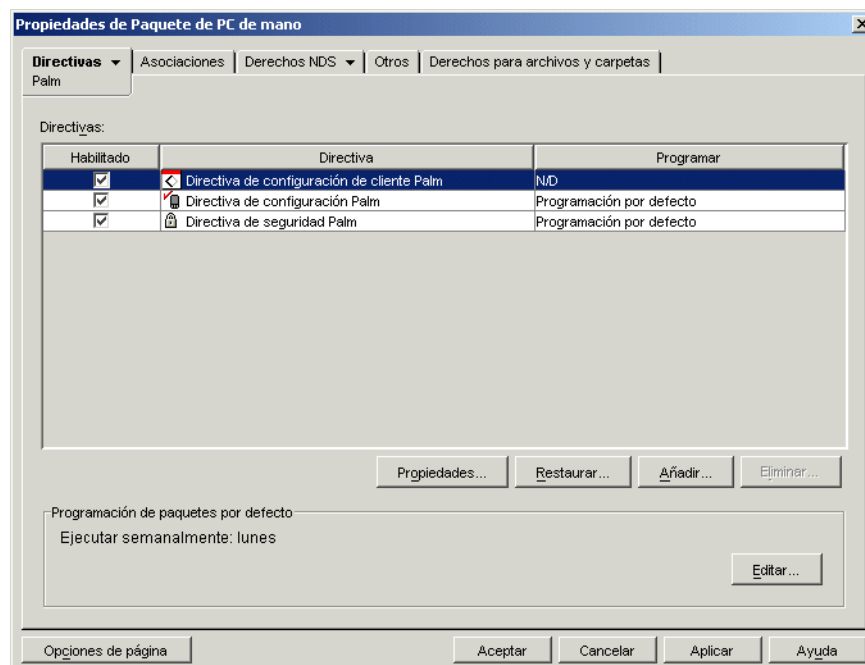 Propiedades de Paquete de PC de mano
Directivas Asociaciones Derechos NDS Otros Derechos para archivos y carpetas
Palm
Directivas:
Habilitado Directiva Programar
Directiva de configuración de cliente Palm N/D
Directiva de configuración Palm Programación por defecto
Directiva de seguridad Palm Programación por defecto
Propiedades... Restaurar... Añadir... Eliminar...
Programación de paquetes por defecto
Ejecutar semanalmente: lunes
Editar...
Opciones de página Aceptar Cancelar Aplicar Ayuda